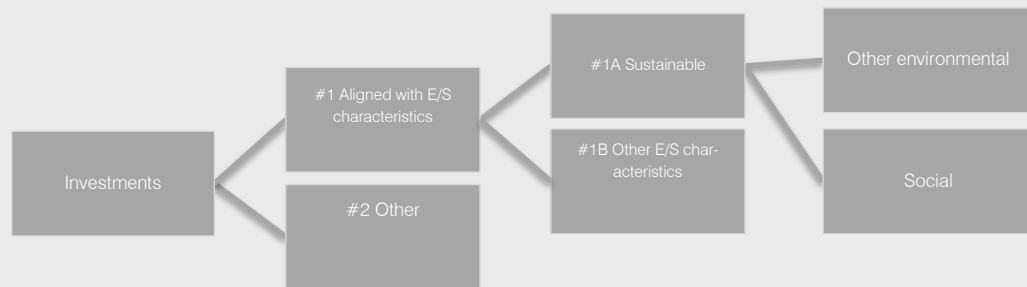 Investments
#1 Aligned with E/S
characteristics
#2 Other
#1A Sustainable
#1B Other E/S char-
acteristics
Other environmental
Social